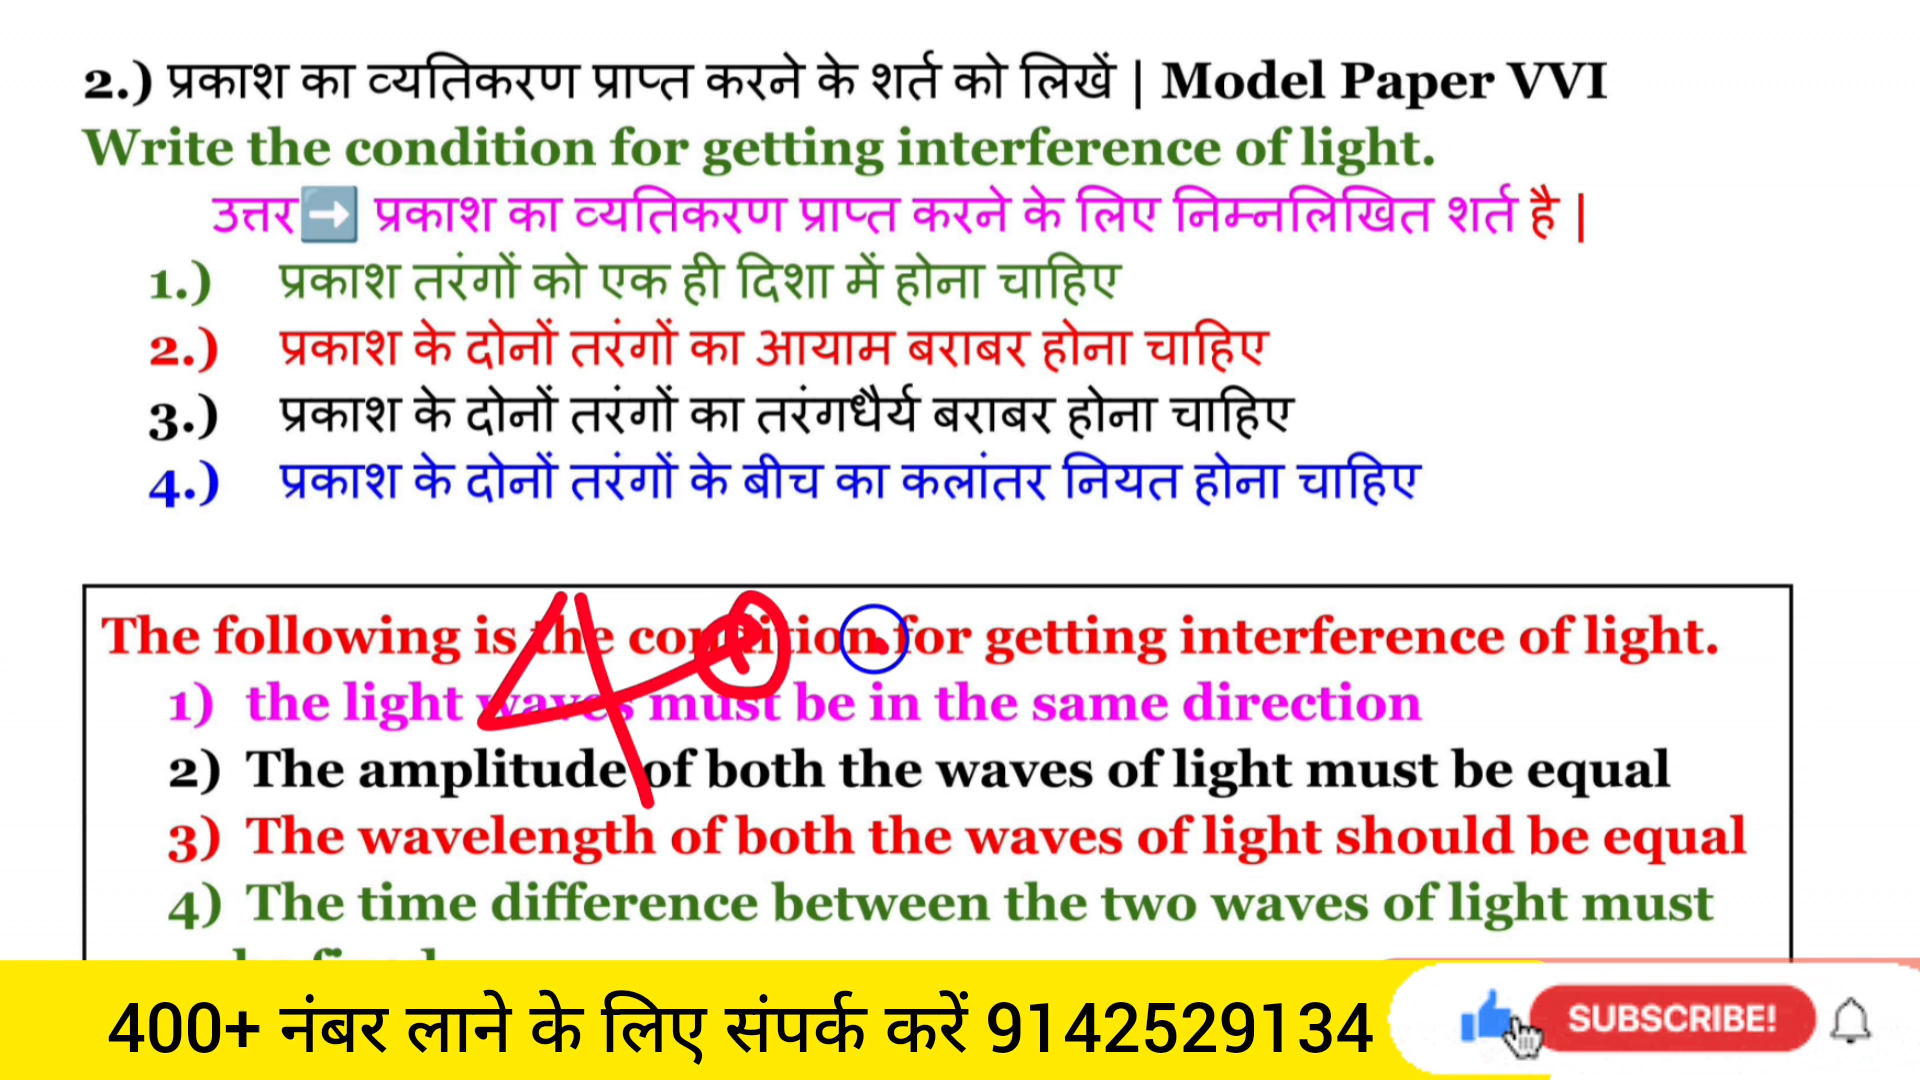 2.) प्रकाश का व्यतिकरण प्राप्त करने के शर्त को लिखें | Model Paper VVI
Write the condition for getting interference of light.
उत्तर➡️ प्रकाश का व्यतिकरण प्राप्त करने के लिए निम्नलिखित शर्त है |
1.) प्रकाश तरंगों को एक ही दिशा में होना चाहिए
2.) प्रकाश के दोनों तरंगों का आयाम बराबर होना चाहिए
3.) प्रकाश के दोनों तरंगों का तरंगधैर्य बराबर होना चाहिए
4.) प्रकाश के दोनों तरंगों के बीच का कलांतर नियत होना चाहिए
The following is the condition for getting interference of light.
1) the light waves must be in the same direction
2) The amplitude of both the waves of light must be equal
3) The wavelength of both the waves of light should be equal
4) The time difference between the two waves of light must
400+ नंबर लाने के लिए संपर्क करें 9142529134
SUBSCRIBE!